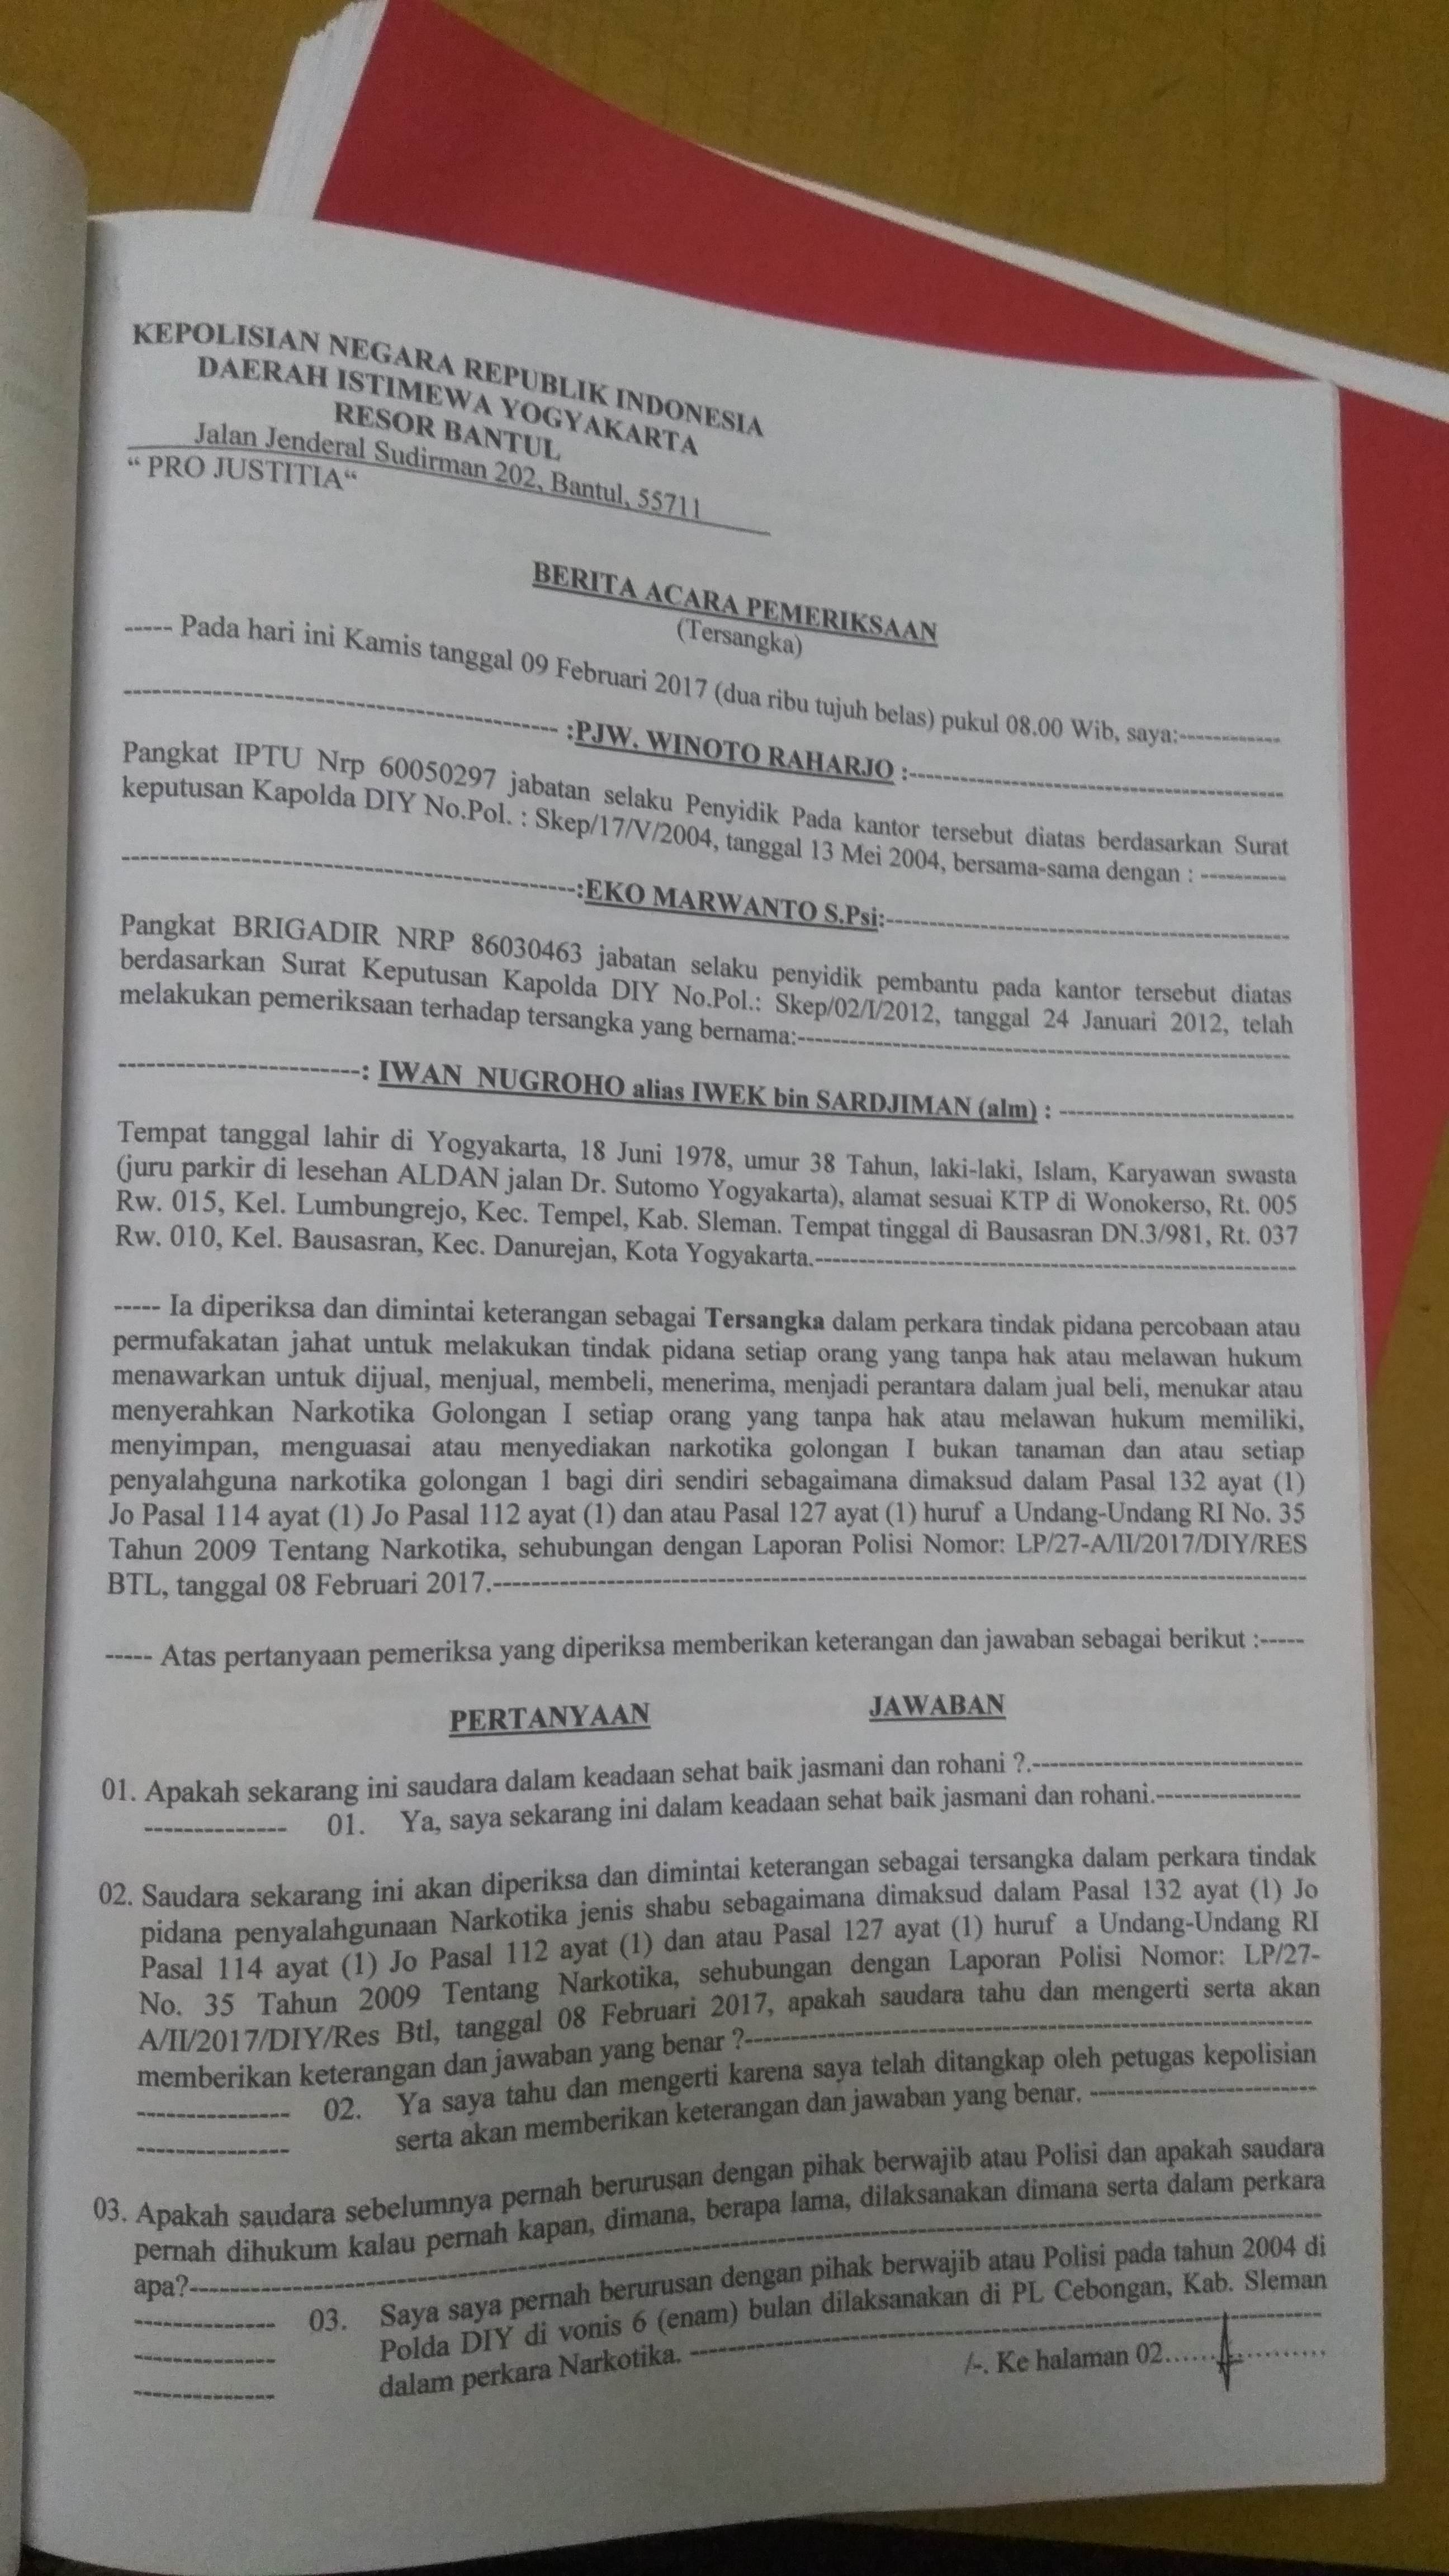 KEPOLISIAN NEGARA REPUBLIK INDONESIA
DAERAH ISTIMEWA YOGYAKARTA
RESOR BANTUL
Jalan Jenderal Sudirman 202, Bantul, 55711
“ PRO JUSTITIA“
BERITA ACARA PEMERIKSAAN
(Tersangka)
----- Pada hari ini Kamis tanggal 09 Februari 2017 (dua ribu tujuh belas) pukul 08.00 Wib, saya:------------
--------------------------------------------- :PJW. WINOTO RAHARJO :---------------------------------------
Pangkat IPTU Nrp 60050297 jabatan selaku Penyidik Pada kantor tersebut diatas berdasarkan Surat
keputusan Kapolda DIY No.Pol. : Skep/17/V/2004, tanggal 13 Mei 2004, bersama-sama dengan : ----------
-----------------------------------------------:EKO MARWANTO S.Psi:------------------------------------------
Pangkat BRIGADIR NRP 86030463 jabatan selaku penyidik pembantu pada kantor tersebut diatas
berdasarkan Surat Keputusan Kapolda DIY No.Pol.: Skep/02/I/2012, tanggal 24 Januari 2012, telah
melakukan pemeriksaan terhadap tersangka yang bernama:----------------------------------------------------
-------------------------: IWAN NUGROHO alias IWEK bin SARDJIMAN (alm) : -------------------------
Tempat tanggal lahir di Yogyakarta, 18 Juni 1978, umur 38 Tahun, laki-laki, Islam, Karyawan swasta
(juru parkir di lesehan ALDAN jalan Dr. Sutomo Yogyakarta), alamat sesuai KTP di Wonokerso, Rt. 005
Rw. 015, Kel. Lumbungrejo, Kec. Tempel, Kab. Sleman. Tempat tinggal di Bausasran DN.3/981, Rt. 037
Rw. 010, Kel. Bausasran, Kec. Danurejan, Kota Yogyakarta.--------------------------------------------------
----- Ia diperiksa dan dimintai keterangan sebagai Tersangka dalam perkara tindak pidana percobaan atau
permufakatan jahat untuk melakukan tindak pidana setiap orang yang tanpa hak atau melawan hukum
menawarkan untuk dijual, menjual, membeli, menerima, menjadi perantara dalam jual beli, menukar atau
menyerahkan Narkotika Golongan I setiap orang yang tanpa hak atau melawan hukum memiliki,
menyimpan, menguasai atau menyediakan narkotika golongan I bukan tanaman dan atau setiap
penyalahguna narkotika golongan 1 bagi diri sendiri sebagaimana dimaksud dalam Pasal 132 ayat (1)
Jo Pasal 114 ayat (1) Jo Pasal 112 ayat (1) dan atau Pasal 127 ayat (1) huruf a Undang-Undang RI No. 35
Tahun 2009 Tentang Narkotika, sehubungan dengan Laporan Polisi Nomor: LP/27-A/II/2017/DIY/RES
BTL, tanggal 08 Februari 2017.-----------------------------------------------------------------------------------
----- Atas pertanyaan pemeriksa yang diperiksa memberikan keterangan dan jawaban sebagai berikut :-----
PERTANYAAN JAWABAN
01. Apakah sekarang ini saudara dalam keadaan sehat baik jasmani dan rohani ?.-----------------------------
-------------- 01. Ya, saya sekarang ini dalam keadaan sehat baik jasmani dan rohani.----------------
02. Saudara sekarang ini akan diperiksa dan dimintai keterangan sebagai tersangka dalam perkara tindak
pidana penyalahgunaan Narkotika jenis shabu sebagaimana dimaksud dalam Pasal 132 ayat (1) Jo
Pasal 114 ayat (1) Jo Pasal 112 ayat (1) dan atau Pasal 127 ayat (1) huruf a Undang-Undang RI
No. 35 Tahun 2009 Tentang Narkotika, sehubungan dengan Laporan Polisi Nomor: LP/27-
A/II/2017/DIY/Res Btl, tanggal 08 Februari 2017, apakah saudara tahu dan mengerti serta akan
memberikan keterangan dan jawaban yang benar ?------------------------------------------------------------
--------------- 02. Ya saya tahu dan mengerti karena saya telah ditangkap oleh petugas kepolisian
--------------- serta akan memberikan keterangan dan jawaban yang benar. ------------------------
03. Apakah saudara sebelumnya pernah berurusan dengan pihak berwajib atau Polisi dan apakah saudara
pernah dihukum kalau pernah kapan, dimana, berapa lama, dilaksanakan dimana serta dalam perkara
apa?------------------------------------------------------------------------------------------------------------------
-------------- 03. Saya saya pernah berurusan dengan pihak berwajib atau Polisi pada tahun 2004 di
-------------- Polda DIY di vonis 6 (enam) bulan dilaksanakan di PL Cebongan, Kab. Sleman
-------------- dalam perkara Narkotika. ----------------------------------------------------------------
/-. Ke halaman 02....................